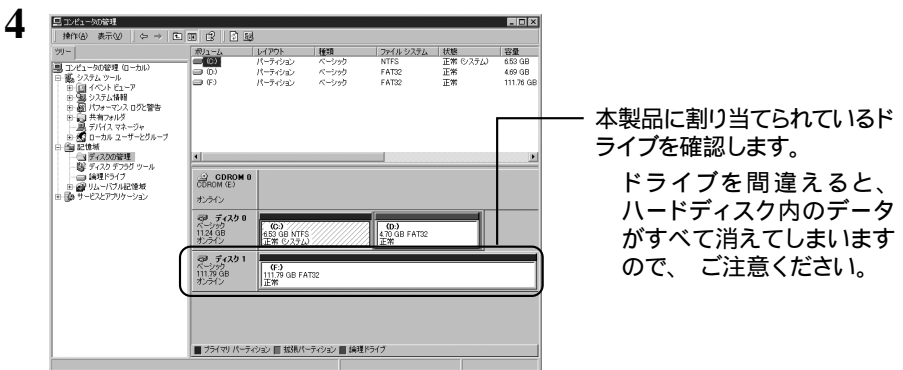 4
コンピュータの管理
操作(A) 表示(V)
ツリー
コンピュータの管理 (ローカル)
システム ツール
イベント ビューア
システム情報
パフォーマンス ログと警告
共有フォルダ
デバイス マネージャ
ローカル ユーザーとグループ
記憶域
ディスクの管理
ディスク デフラグ ツール
論理ドライブ
リムーバブル記憶域
サービスとアプリケーション
ボリューム レイアウト 種類 ファイル システム 状態 容量
(C:) パーティション ベーシック NTFS 正常 (システム) 6.53 GB
(D:) パーティション ベーシック FAT32 正常 4.69 GB
(F:) パーティション ベーシック FAT32 正常 111.76 GB
CDROM 0
CDROM (E:)
オンライン
ディスク 0
ベーシック
11.24 GB
オンライン
(C:)
6.53 GB NTFS
正常 (システム)
(D:)
4.70 GB FAT32
正常
ディスク 1
ベーシック
111.79 GB
オンライン
(F:)
111.79 GB FAT32
正常
プライマリ パーティション 拡張パーティション 論理ドライブ
本製品に割り当てられているド
ライブを確認します。
ドライブを間違えると、
ハードディスク内のデータ
がすべて消えてしまいます
ので、 ご注意ください。